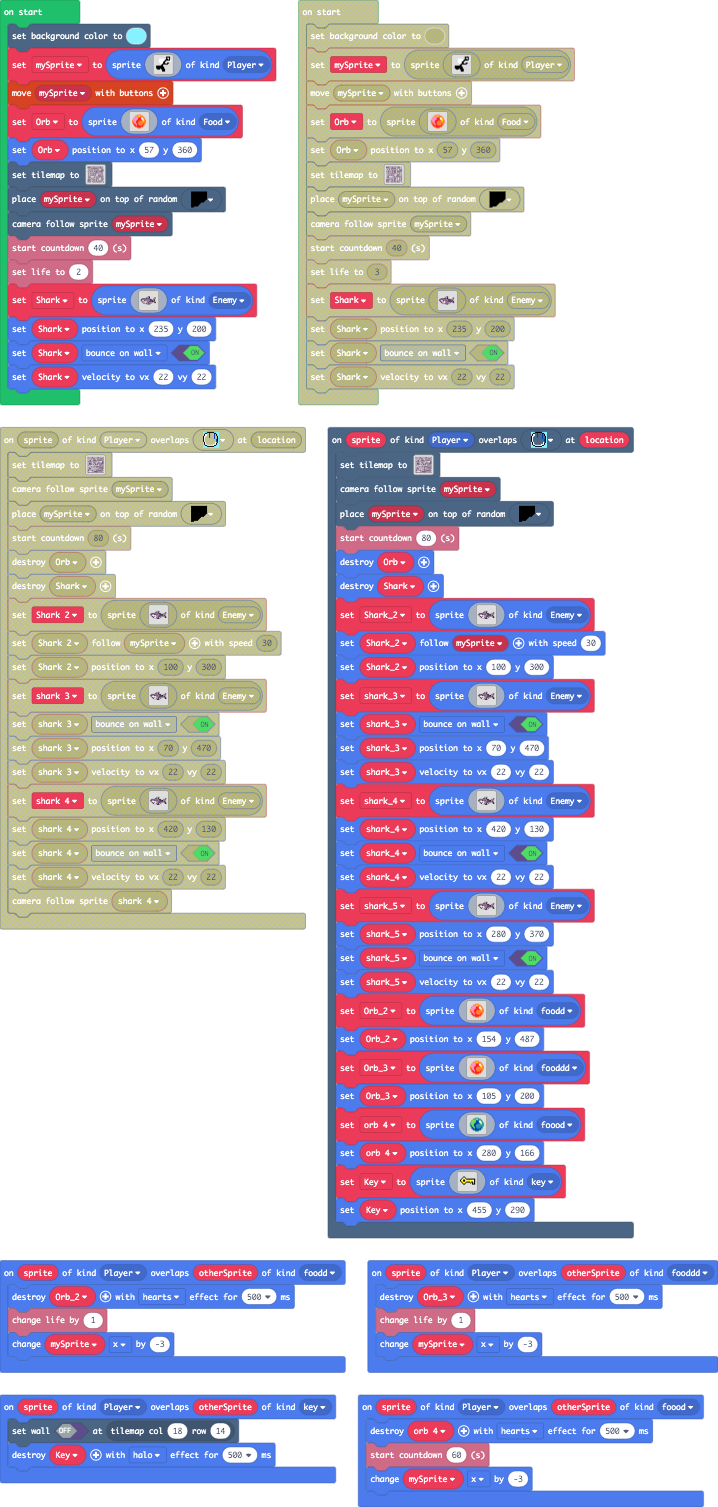 on start
set background color to
set mySprite to sprite of kind Player
move mySprite with buttons
set Orb to sprite of kind Food
set Orb position to x 57 y 360
set tilemap to
place mySprite on top of random
camera follow sprite mySprite
start countdown 40 (s)
set life to 2
set Shark to sprite of kind Enemy
set Shark position to x 235 y 200
set Shark bounce on wall ON
set Shark velocity to vx 22 vy 22
on start
set background color to
set mySprite to sprite of kind Player
move mySprite with buttons
set Orb to sprite of kind Food
set Orb position to x 57 y 360
set tilemap to
place mySprite on top of random
camera follow sprite mySprite
start countdown 40 (s)
set life to 3
set Shark to sprite of kind Enemy
set Shark position to x 235 y 200
set Shark bounce on wall ON
set Shark velocity to vx 22 vy 22
on sprite of kind Player overlaps at location
set tilemap to
camera follow sprite mySprite
place mySprite on top of random
start countdown 80 (s)
destroy Orb
destroy Shark
set Shark 2 to sprite of kind Enemy
set Shark 2 follow mySprite with speed 30
set Shark 2 position to x 100 y 300
set shark 3 to sprite of kind Enemy
set shark 3 bounce on wall ON
set shark 3 position to x 70 y 470
set shark 3 velocity to vx 22 vy 22
set shark 4 to sprite of kind Enemy
set shark 4 position to x 420 y 130
set shark 4 bounce on wall ON
set shark 4 velocity to vx 22 vy 22
camera follow sprite shark 4
on sprite of kind Player overlaps at location
set tilemap to
camera follow sprite mySprite
place mySprite on top of random
start countdown 80 (s)
destroy Orb
destroy Shark
set Shark_2 to sprite of kind Enemy
set Shark_2 follow mySprite with speed 30
set Shark_2 position to x 100 y 300
set shark_3 to sprite of kind Enemy
set shark_3 bounce on wall ON
set shark_3 position to x 70 y 470
set shark_3 velocity to vx 22 vy 22
set shark_4 to sprite of kind Enemy
set shark_4 position to x 420 y 130
set shark_4 bounce on wall ON
set shark_4 velocity to vx 22 vy 22
set shark_5 to sprite of kind Enemy
set shark_5 position to x 280 y 370
set shark_5 bounce on wall ON
set shark_5 velocity to vx 22 vy 22
set Orb_2 to sprite of kind foodd
set Orb_2 position to x 154 y 487
set Orb_3 to sprite of kind fooddd
set Orb_3 position to x 105 y 200
set orb 4 to sprite of kind foood
set orb 4 position to x 280 y 166
set Key to sprite of kind key
set Key position to x 455 y 290
on sprite of kind Player overlaps otherSprite of kind foodd
destroy Orb_2 with hearts effect for 500 ms
change life by 1
change mySprite x by -3
on sprite of kind Player overlaps otherSprite of kind fooddd
destroy Orb_3 with hearts effect for 500 ms
change life by 1
change mySprite x by -3
on sprite of kind Player overlaps otherSprite of kind key
set wall OFF at tilemap col 18 row 14
destroy Key with halo effect for 500 ms
on sprite of kind Player overlaps otherSprite of kind foood
destroy orb 4 with hearts effect for 500 ms
start countdown 60 (s)
change mySprite x by -3